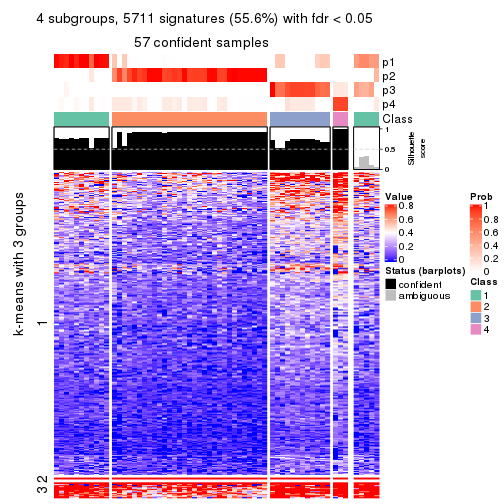 4 subgroups, 5711 signatures (55.6%) with fdr < 0.05
57 confident samples
p1
p2
p3
p4
Class
1
0.5
0
Silhouette
score
k-means with 3 groups
1
2
3
Value
0.8
0.6
0.4
0.2
0
Status (barplots)
confident
ambiguous
Prob
1
0.8
0.6
0.4
0.2
0
Class
1
2
3
4